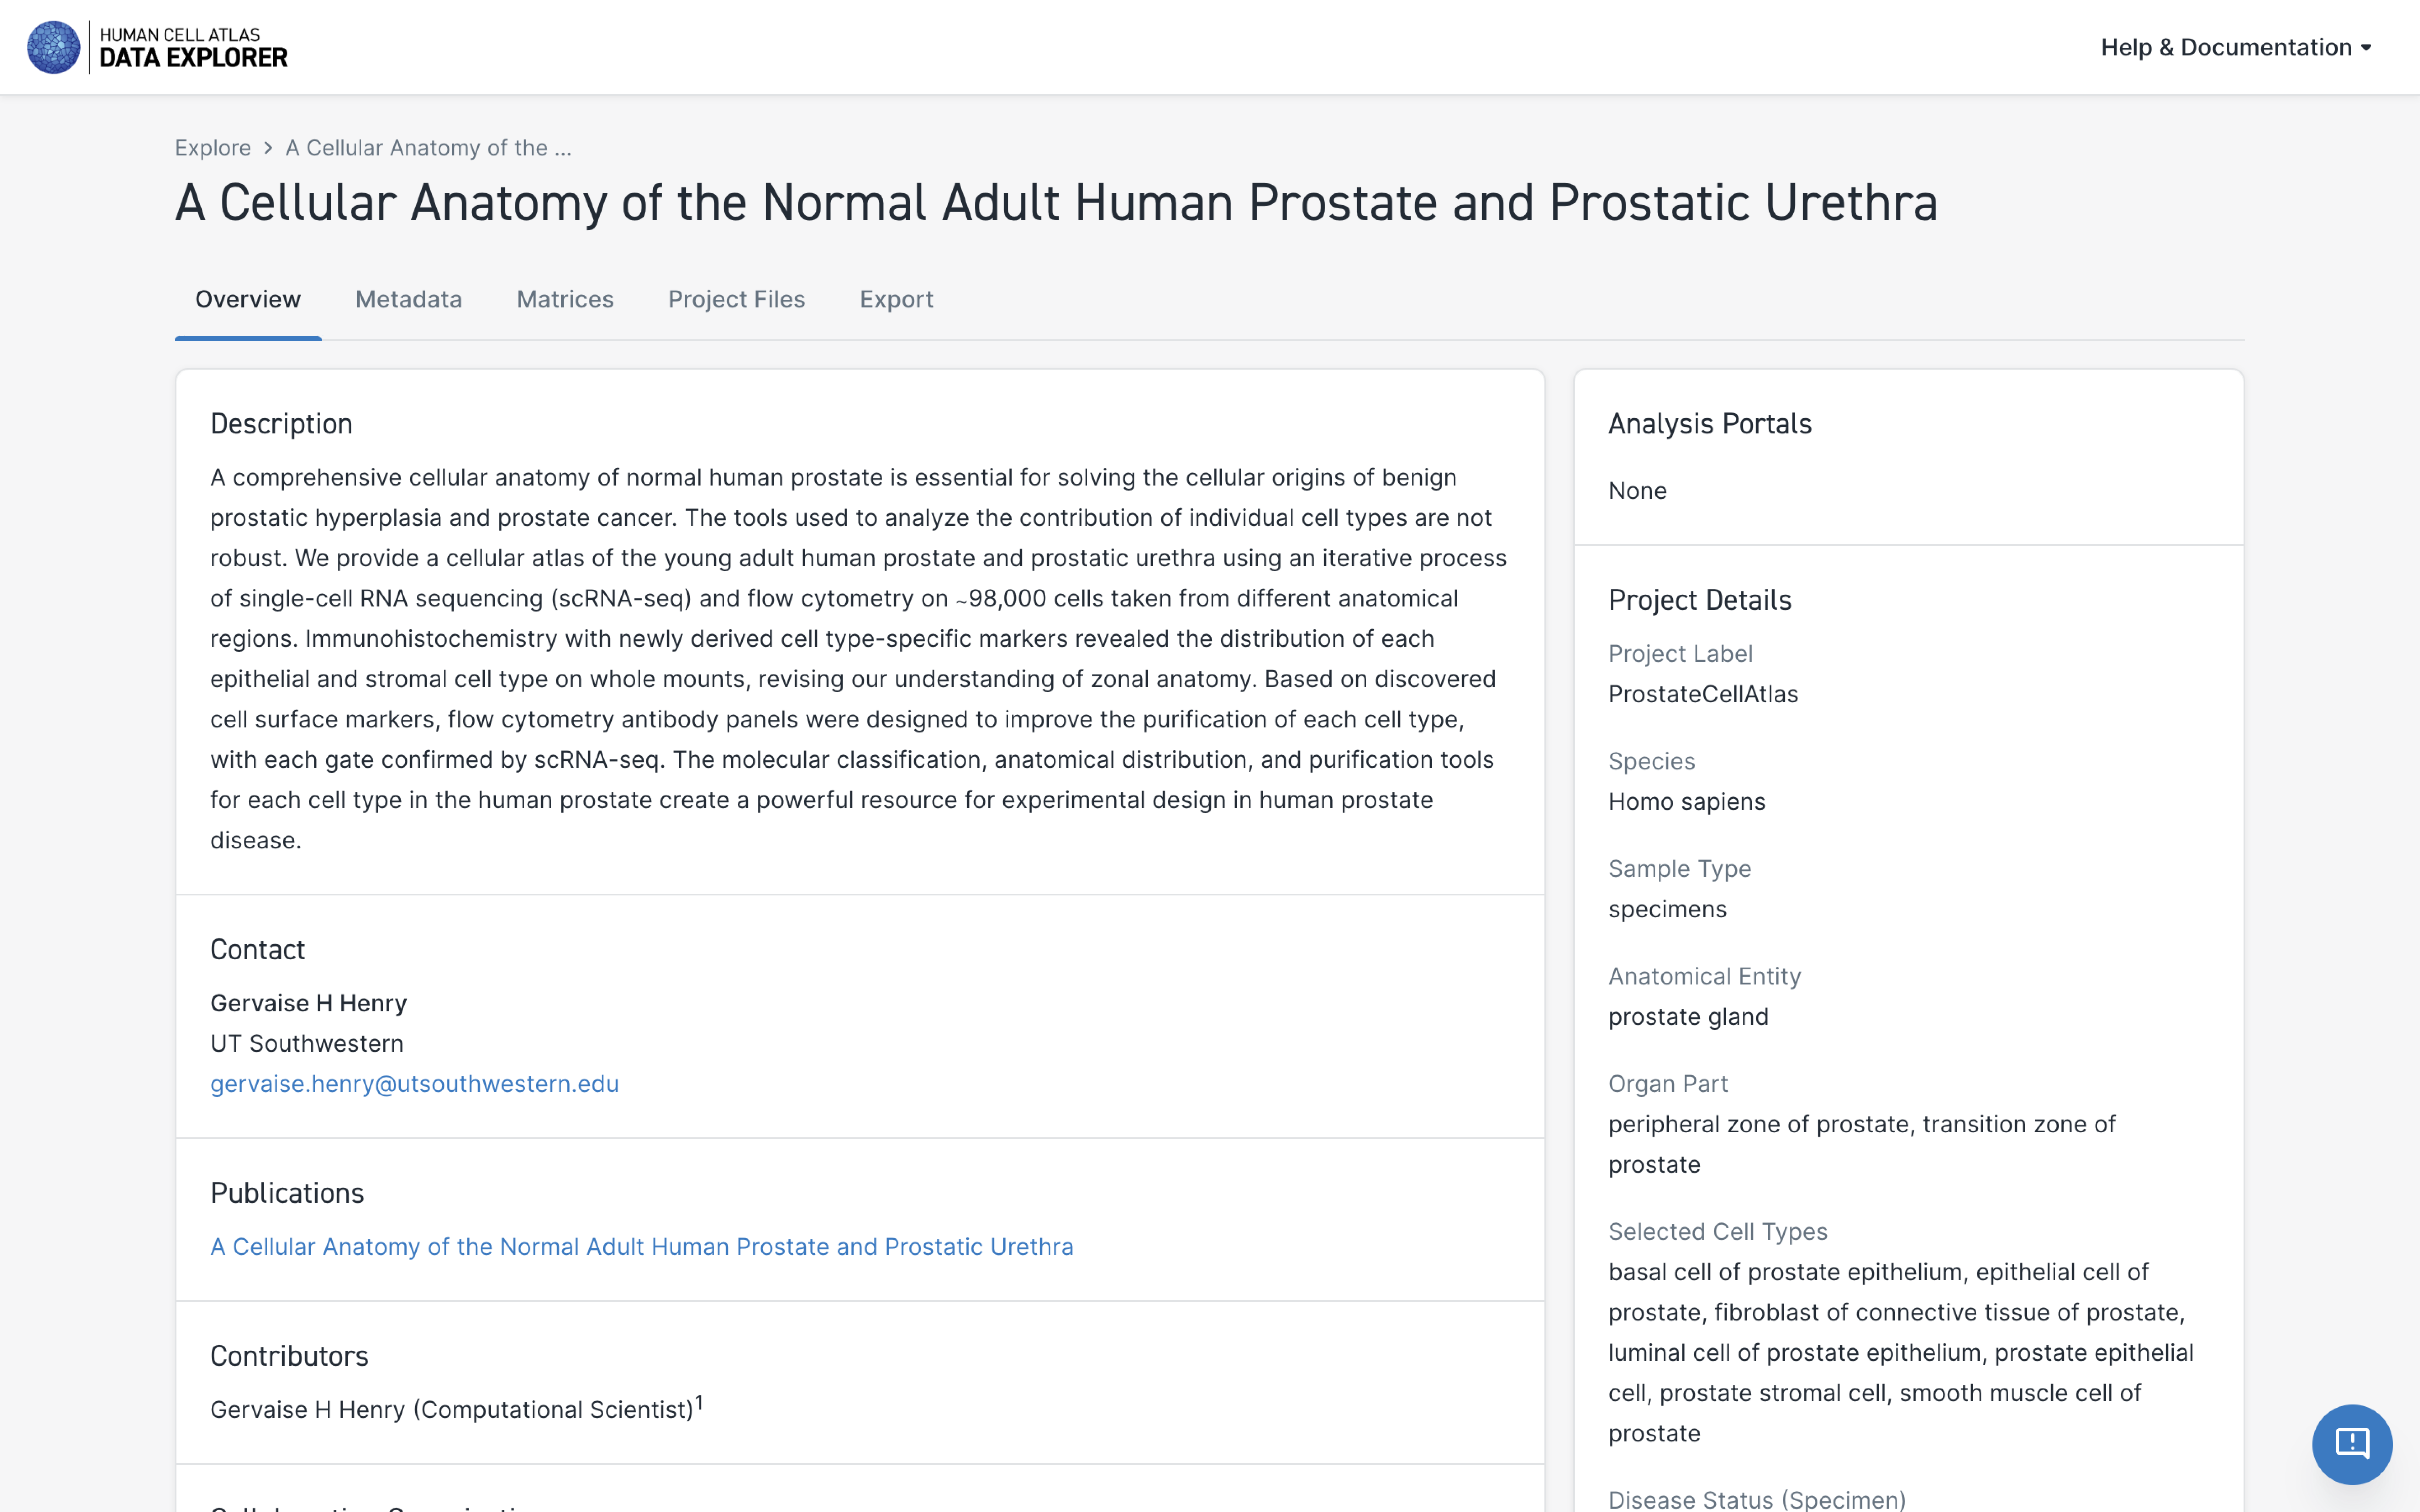 HUMAN CELL ATLAS
DATA EXPLORER
Help & Documentation
Explore > A Cellular Anatomy of the ...
A Cellular Anatomy of the Normal Adult Human Prostate and Prostatic Urethra
Overview Metadata Matrices Project Files Export
Description
A comprehensive cellular anatomy of normal human prostate is essential for solving the cellular origins of benign
prostatic hyperplasia and prostate cancer. The tools used to analyze the contribution of individual cell types are not
robust. We provide a cellular atlas of the young adult human prostate and prostatic urethra using an iterative process
of single-cell RNA sequencing (scRNA-seq) and flow cytometry on ~98,000 cells taken from different anatomical
regions. Immunohistochemistry with newly derived cell type-specific markers revealed the distribution of each
epithelial and stromal cell type on whole mounts, revising our understanding of zonal anatomy. Based on discovered
cell surface markers, flow cytometry antibody panels were designed to improve the purification of each cell type,
with each gate confirmed by scRNA-seq. The molecular classification, anatomical distribution, and purification tools
for each cell type in the human prostate create a powerful resource for experimental design in human prostate
disease.
Contact
Gervaise H Henry
UT Southwestern
gervaise.henry@utsouthwestern.edu
Publications
A Cellular Anatomy of the Normal Adult Human Prostate and Prostatic Urethra
Contributors
Gervaise H Henry (Computational Scientist)1
Analysis Portals
None
Project Details
Project Label
ProstateCellAtlas
Species
Homo sapiens
Sample Type
specimens
Anatomical Entity
prostate gland
Organ Part
peripheral zone of prostate, transition zone of
prostate
Selected Cell Types
basal cell of prostate epithelium, epithelial cell of
prostate, fibroblast of connective tissue of prostate,
luminal cell of prostate epithelium, prostate epithelial
cell, prostate stromal cell, smooth muscle cell of
prostate
Disease Status (Specimen)